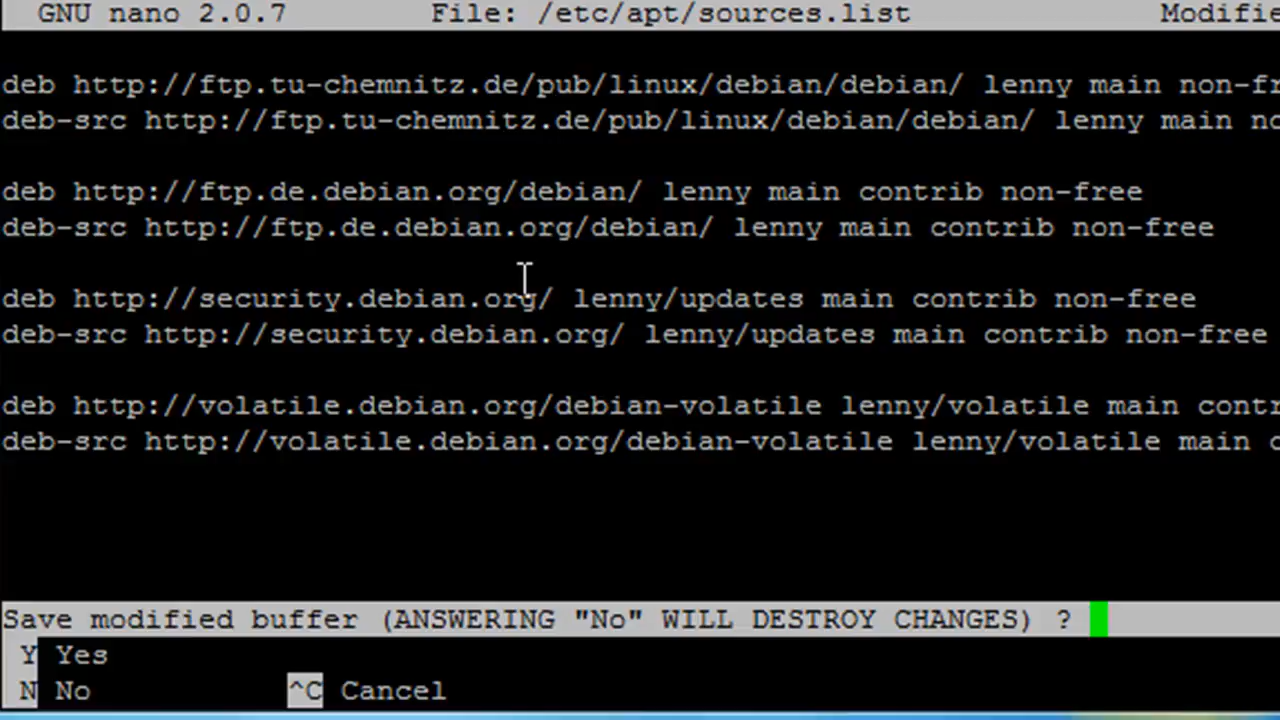 GNU nano 2.0.7 File: /etc/apt/sources.list Modifie
deb http://ftp.tu-chemnitz.de/pub/linux/debian/debian/ lenny main non-fr
deb-src http://ftp.tu-chemnitz.de/pub/linux/debian/debian/ lenny main no
deb http://ftp.de.debian.org/debian/ lenny main contrib non-free
deb-src http://ftp.de.debian.org/debian/ lenny main contrib non-free
deb http://security.debian.org/ lenny/updates main contrib non-free
deb-src http://security.debian.org/ lenny/updates main contrib non-free
deb http://volatile.debian.org/debian-volatile lenny/volatile main contr
deb-src http://volatile.debian.org/debian-volatile lenny/volatile main c
Save modified buffer (ANSWERING "No" WILL DESTROY CHANGES) ?
Y Yes
N No ^C Cancel